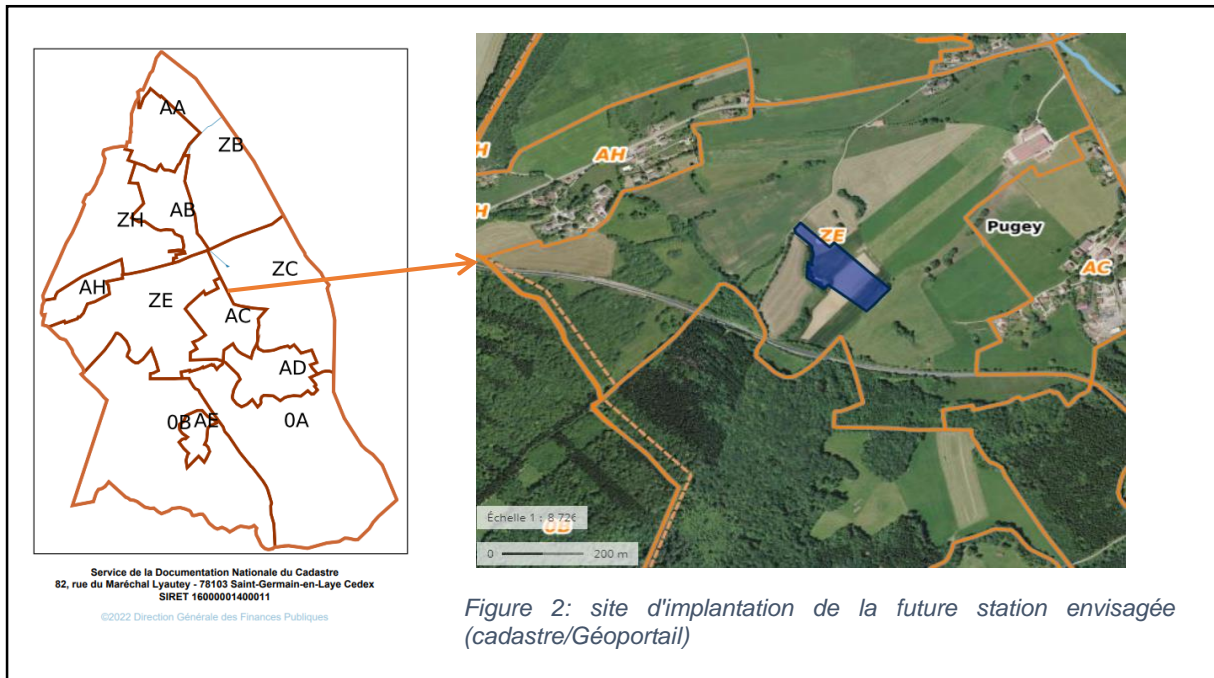 AA
ZB
AB
ZH
ZC
AH
ZE
AC
AD
0B
AE
0A
Service de la Documentation Nationale du Cadastre
82, rue du Maréchal Lyautey - 78103 Saint-Germain-en-Laye Cedex
SIRET 16000001400011
©2022 Direction Générale des Finances Publiques
H
AH
H
ZE
Pugey
AC
Échelle 1 : 8 726
0B
0 200 m
Figure 2: site d'implantation de la future station envisagée
(cadastre/Géoportail)